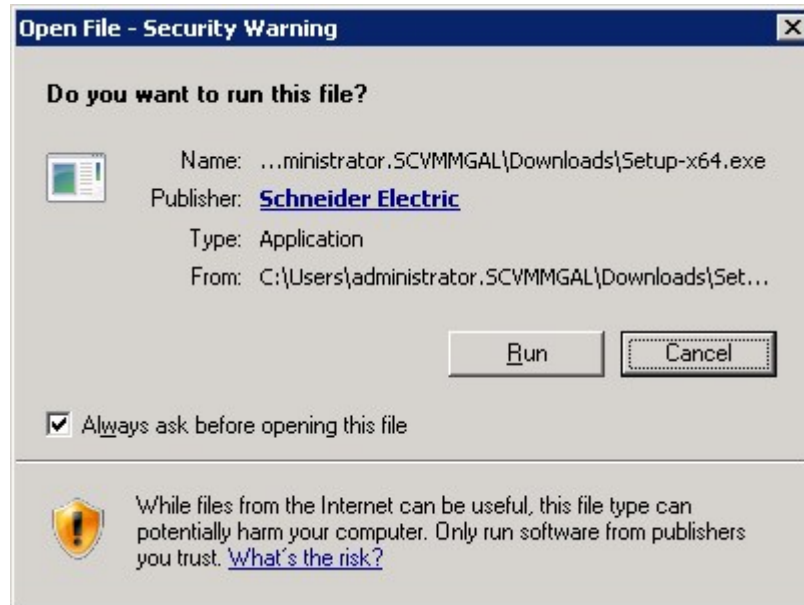 Open File - Security Warning
Do you want to run this file?
Name: ...ministrator.SCVMMGAL\Downloads\Setup-x64.exe
Publisher: Schneider Electric
Type: Application
From: C:\Users\administrator.SCVMMGAL\Downloads\Set...
Run Cancel
Always ask before opening this file
While files from the Internet can be useful, this file type can
potentially harm your computer. Only run software from publishers
you trust. What's the risk?